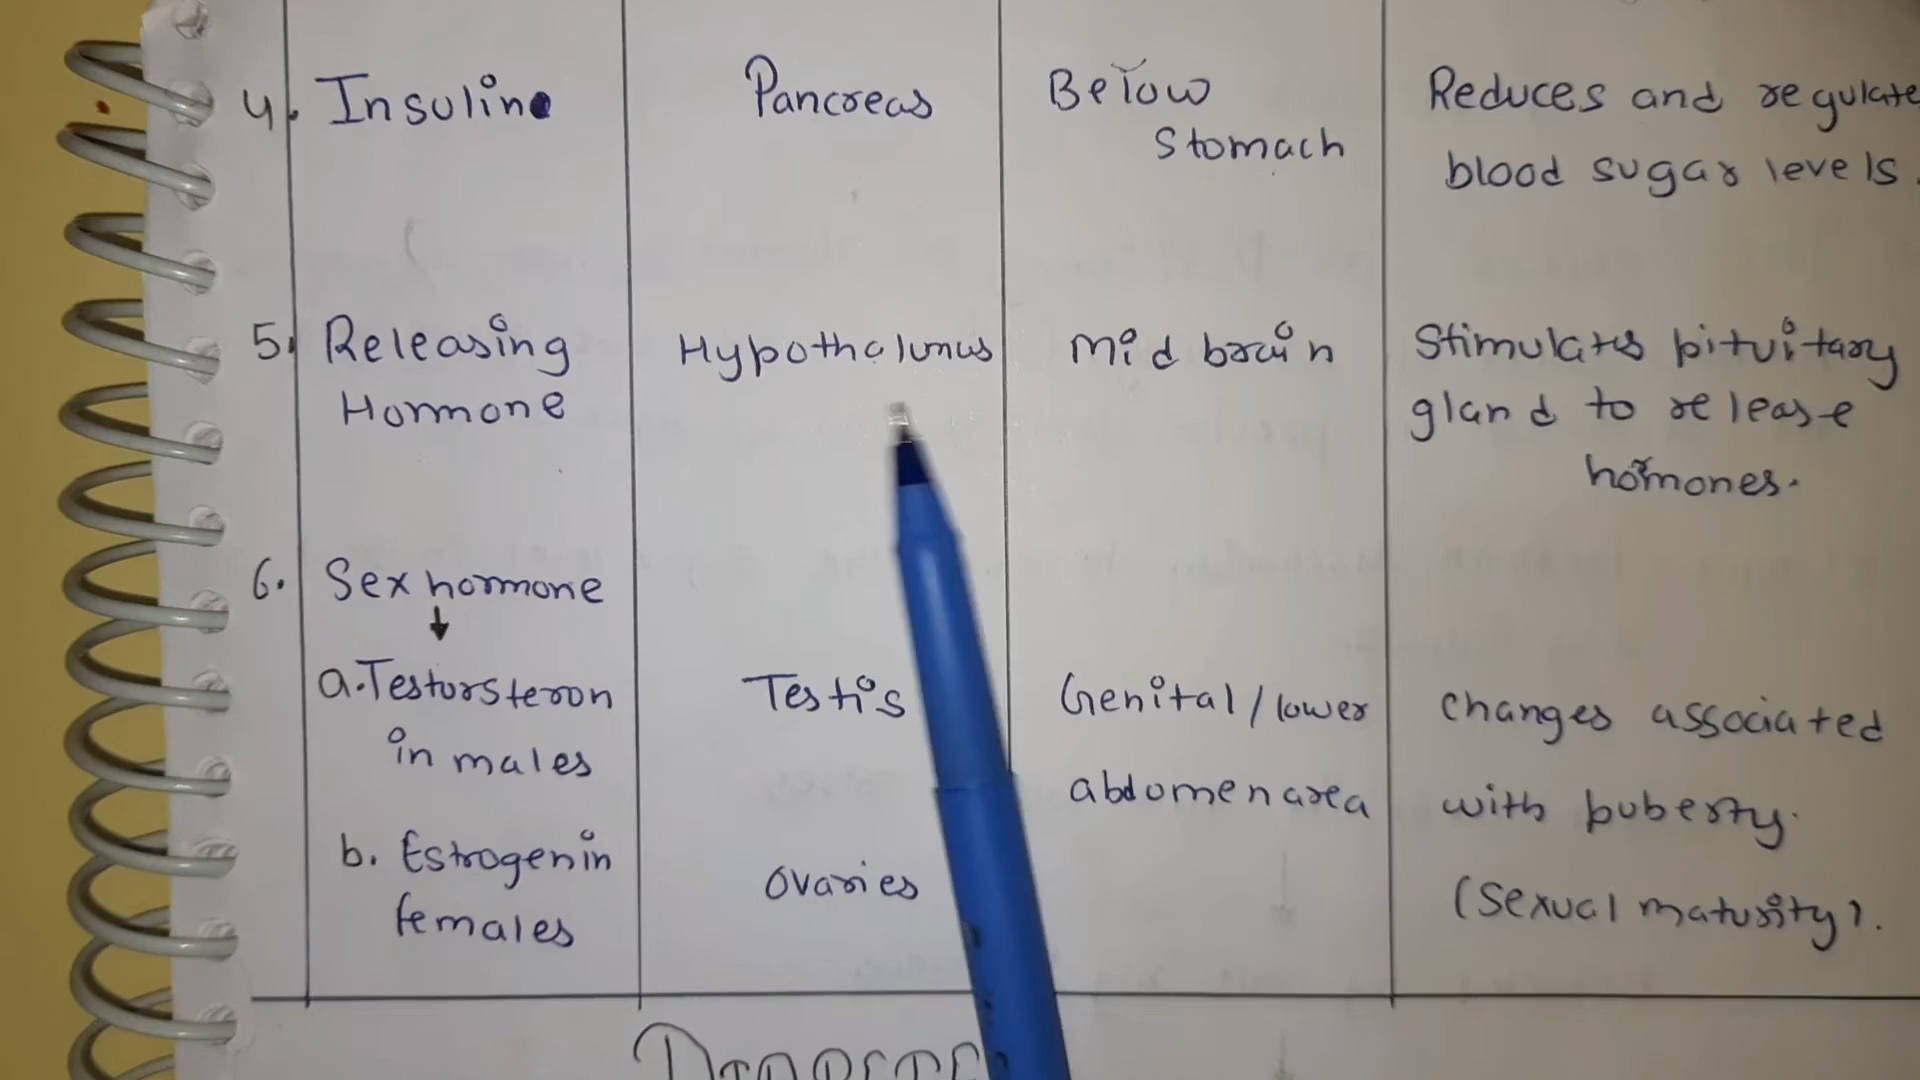 4. Insulin Pancreas Below Reduces and regulate
Stomach blood sugar levels.
5. Releasing Hypothalumus Mid brain Stimulates pituitary
Hormone gland to release
hormones.
6. Sex hormone
a. Testorsteron Testis Genital/lower changes associated
in males abdomen area with puberty.
b. Estrogen in Ovaries (Sexual maturity).
females